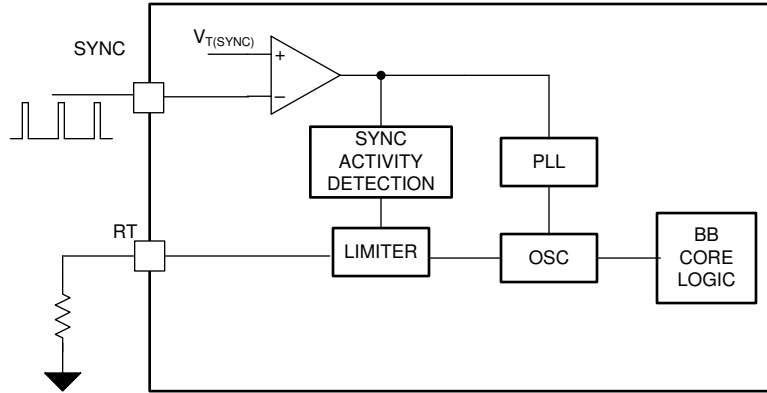 SYNC
V_T(SYNC)
+
−
SYNC
ACTIVITY
DETECTION
PLL
RT
LIMITER
OSC
BB
CORE
LOGIC